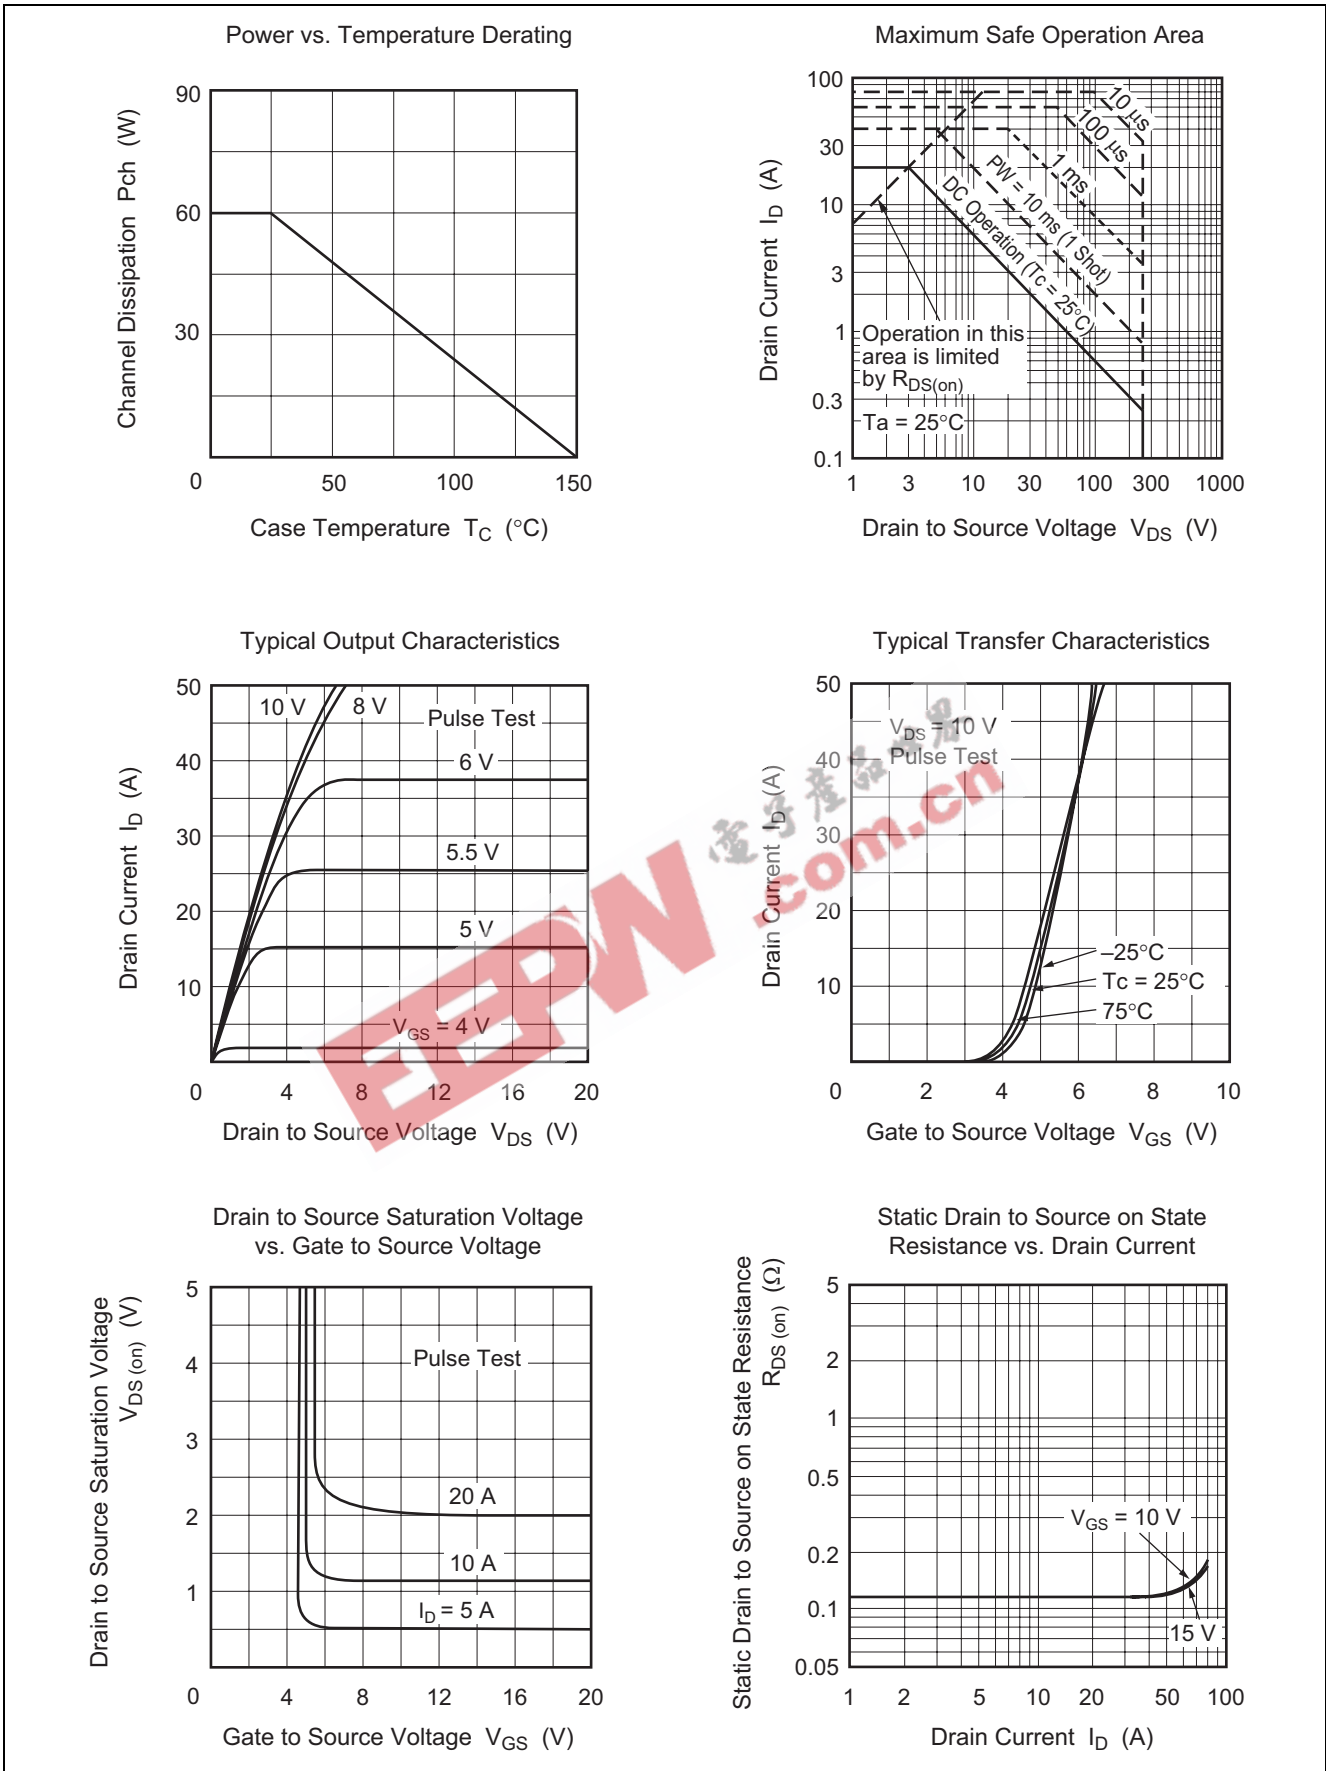 Power vs. Temperature Derating
Channel Dissipation Pch (W)
90
60
30
0
50
100
150
Case Temperature TC (°C)
Maximum Safe Operation Area
Drain Current ID (A)
100
30
10
3
1
0.3
0.1
10 μs
100 μs
1 ms
PW = 10 ms (1 Shot)
DC Operation (Tc = 25°C)
Operation in this
area is limited
by RDS(on)
Ta = 25°C
1
3
10
30
100
300
1000
Drain to Source Voltage VDS (V)
Typical Output Characteristics
Drain Current ID (A)
50
40
30
20
10
10 V
8 V
Pulse Test
6 V
5.5 V
5 V
VGS = 4 V
0
4
8
12
16
20
Drain to Source Voltage VDS (V)
Typical Transfer Characteristics
Drain Current ID (A)
50
40
30
20
10
VDS = 10 V
Pulse Test
–25°C
Tc = 25°C
75°C
0
2
4
6
8
10
Gate to Source Voltage VGS (V)
EEPW
電子產品世界
.com.cn
Drain to Source Saturation Voltage
vs. Gate to Source Voltage
Drain to Source Saturation Voltage
VDS (on) (V)
5
4
3
2
1
Pulse Test
20 A
10 A
ID = 5 A
0
4
8
12
16
20
Gate to Source Voltage VGS (V)
Static Drain to Source on State
Resistance vs. Drain Current
Static Drain to Source on State Resistance
RDS (on) (Ω)
5
2
1
0.5
0.2
0.1
0.05
VGS = 10 V
15 V
1
2
5
10
20
50
100
Drain Current ID (A)